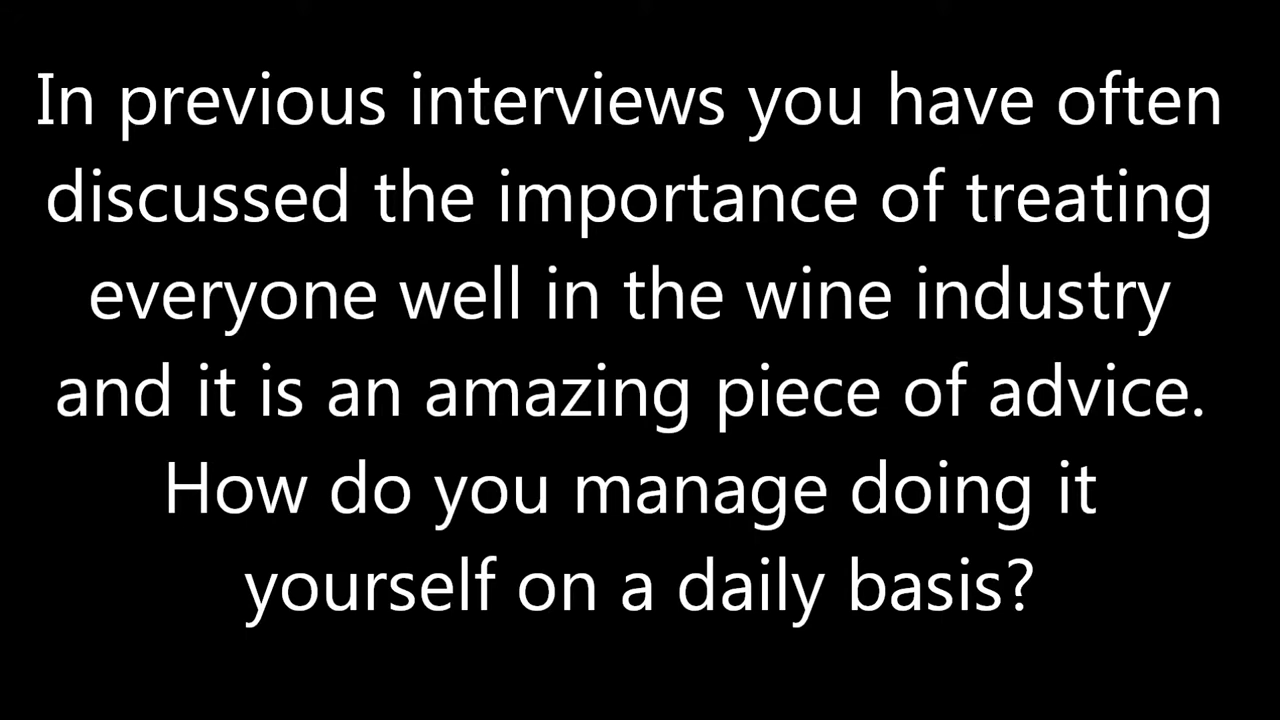 In previous interviews you have often
discussed the importance of treating
everyone well in the wine industry
and it is an amazing piece of advice.
How do you manage doing it
yourself on a daily basis?